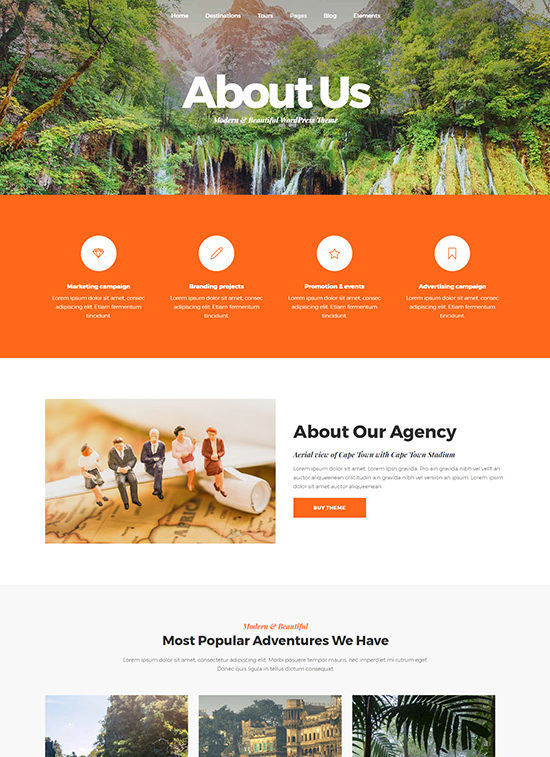 Home Destinations Tours Pages Blog Elements
About Us
Modern & Beautiful WordPress Theme
Marketing campaign
Lorem ipsum dolor sit amet, consec
adipiscing elit. Etiam fermentum
tincidunt.
Branding projects
Lorem ipsum dolor sit amet, consec
adipiscing elit. Etiam fermentum
tincidunt.
Promotion & events
Lorem ipsum dolor sit amet, consec
adipiscing elit. Etiam fermentum
tincidunt.
Advertising campaign
Lorem ipsum dolor sit amet, consec
adipiscing elit. Etiam fermentum
tincidunt.
AFRICA
About Our Agency
Aerial view of Cape Town with Cape Town Stadium
Lorem ipsum dolor sit amet. Lorem Ipsn gravida. Pro ain gravida nibh vel velit an
auctor aliquenean ollicitudin ain gravida nibh vel version an ipsum. Lorem ipsum
dolor sit amet auctor aliquenean.
BUY THEME
Modern & Beautiful
Most Popular Adventures We Have
Lorem ipsum dolor sit amet, consectetur adipiscing elit. Morbi posuere tempor mauris, nec imperdiet mi rutrum eget.
Donec quis ligula in tellus dictum consequat.